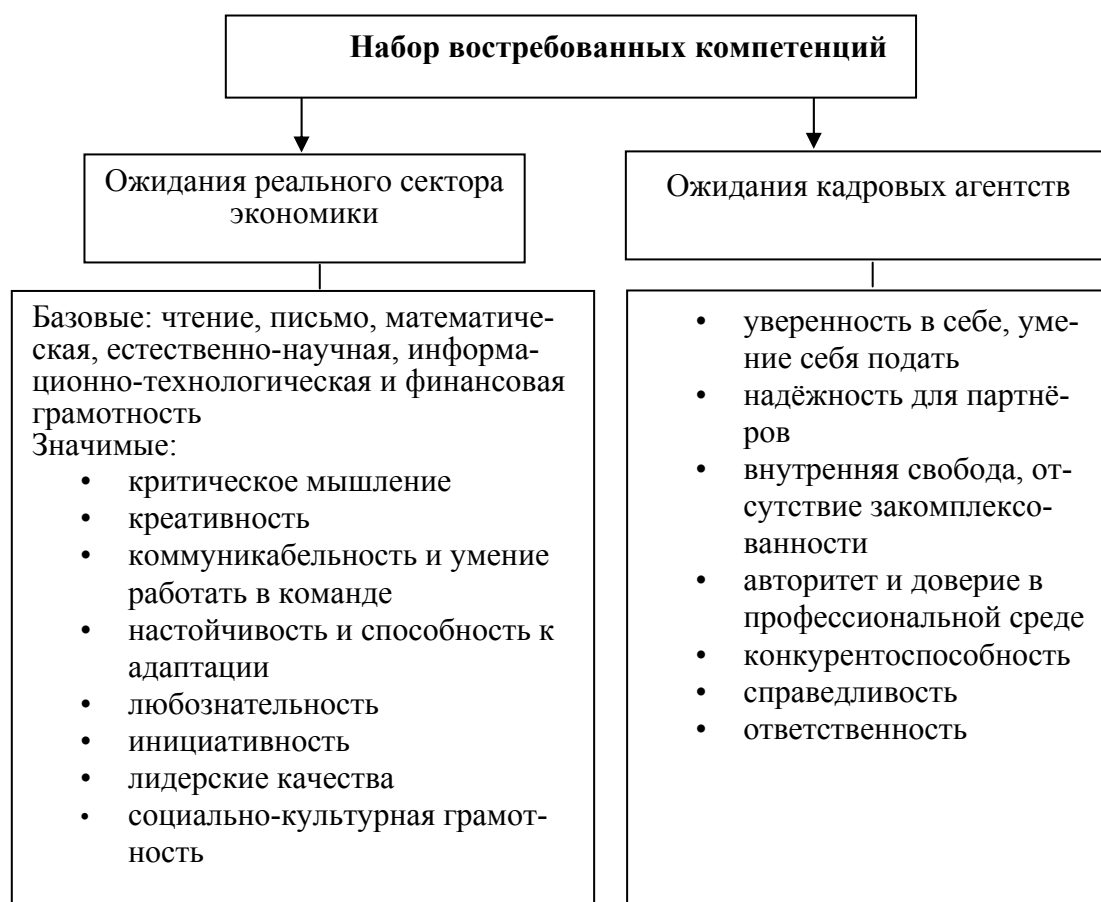 Набор востребованных компетенций
Ожидания реального сектора
экономики
Ожидания кадровых агентств
Базовые: чтение, письмо, математиче-
ская, естественно-научная, информа-
ционно-технологическая и финансовая
грамотность
Значимые:
• критическое мышление
• креативность
• коммуникабельность и умение
работать в команде
• настойчивость и способность к
адаптации
• любознательность
• инициативность
• лидерские качества
• социально-культурная грамот-
ность
• уверенность в себе, уме-
ние себя подать
• надёжность для партнё-
ров
• внутренняя свобода, от-
сутствие закомплексо-
ванности
• авторитет и доверие в
профессиональной среде
• конкурентоспособность
• справедливость
• ответственность